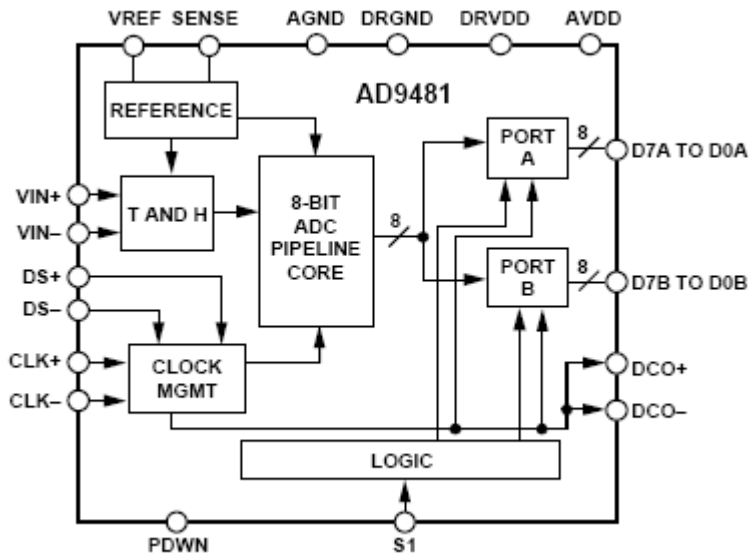 VREF SENSE AGND DRGND DRVDD AVDD
AD9481
REFERENCE
PORT
A
8
D7A TO D0A
VIN+
VIN–
T AND H
8-BIT
ADC
PIPELINE
CORE
8
DS+
DS–
PORT
B
8
D7B TO D0B
CLK+
CLK–
CLOCK
MGMT
DCO+
DCO–
LOGIC
PDWN
S1